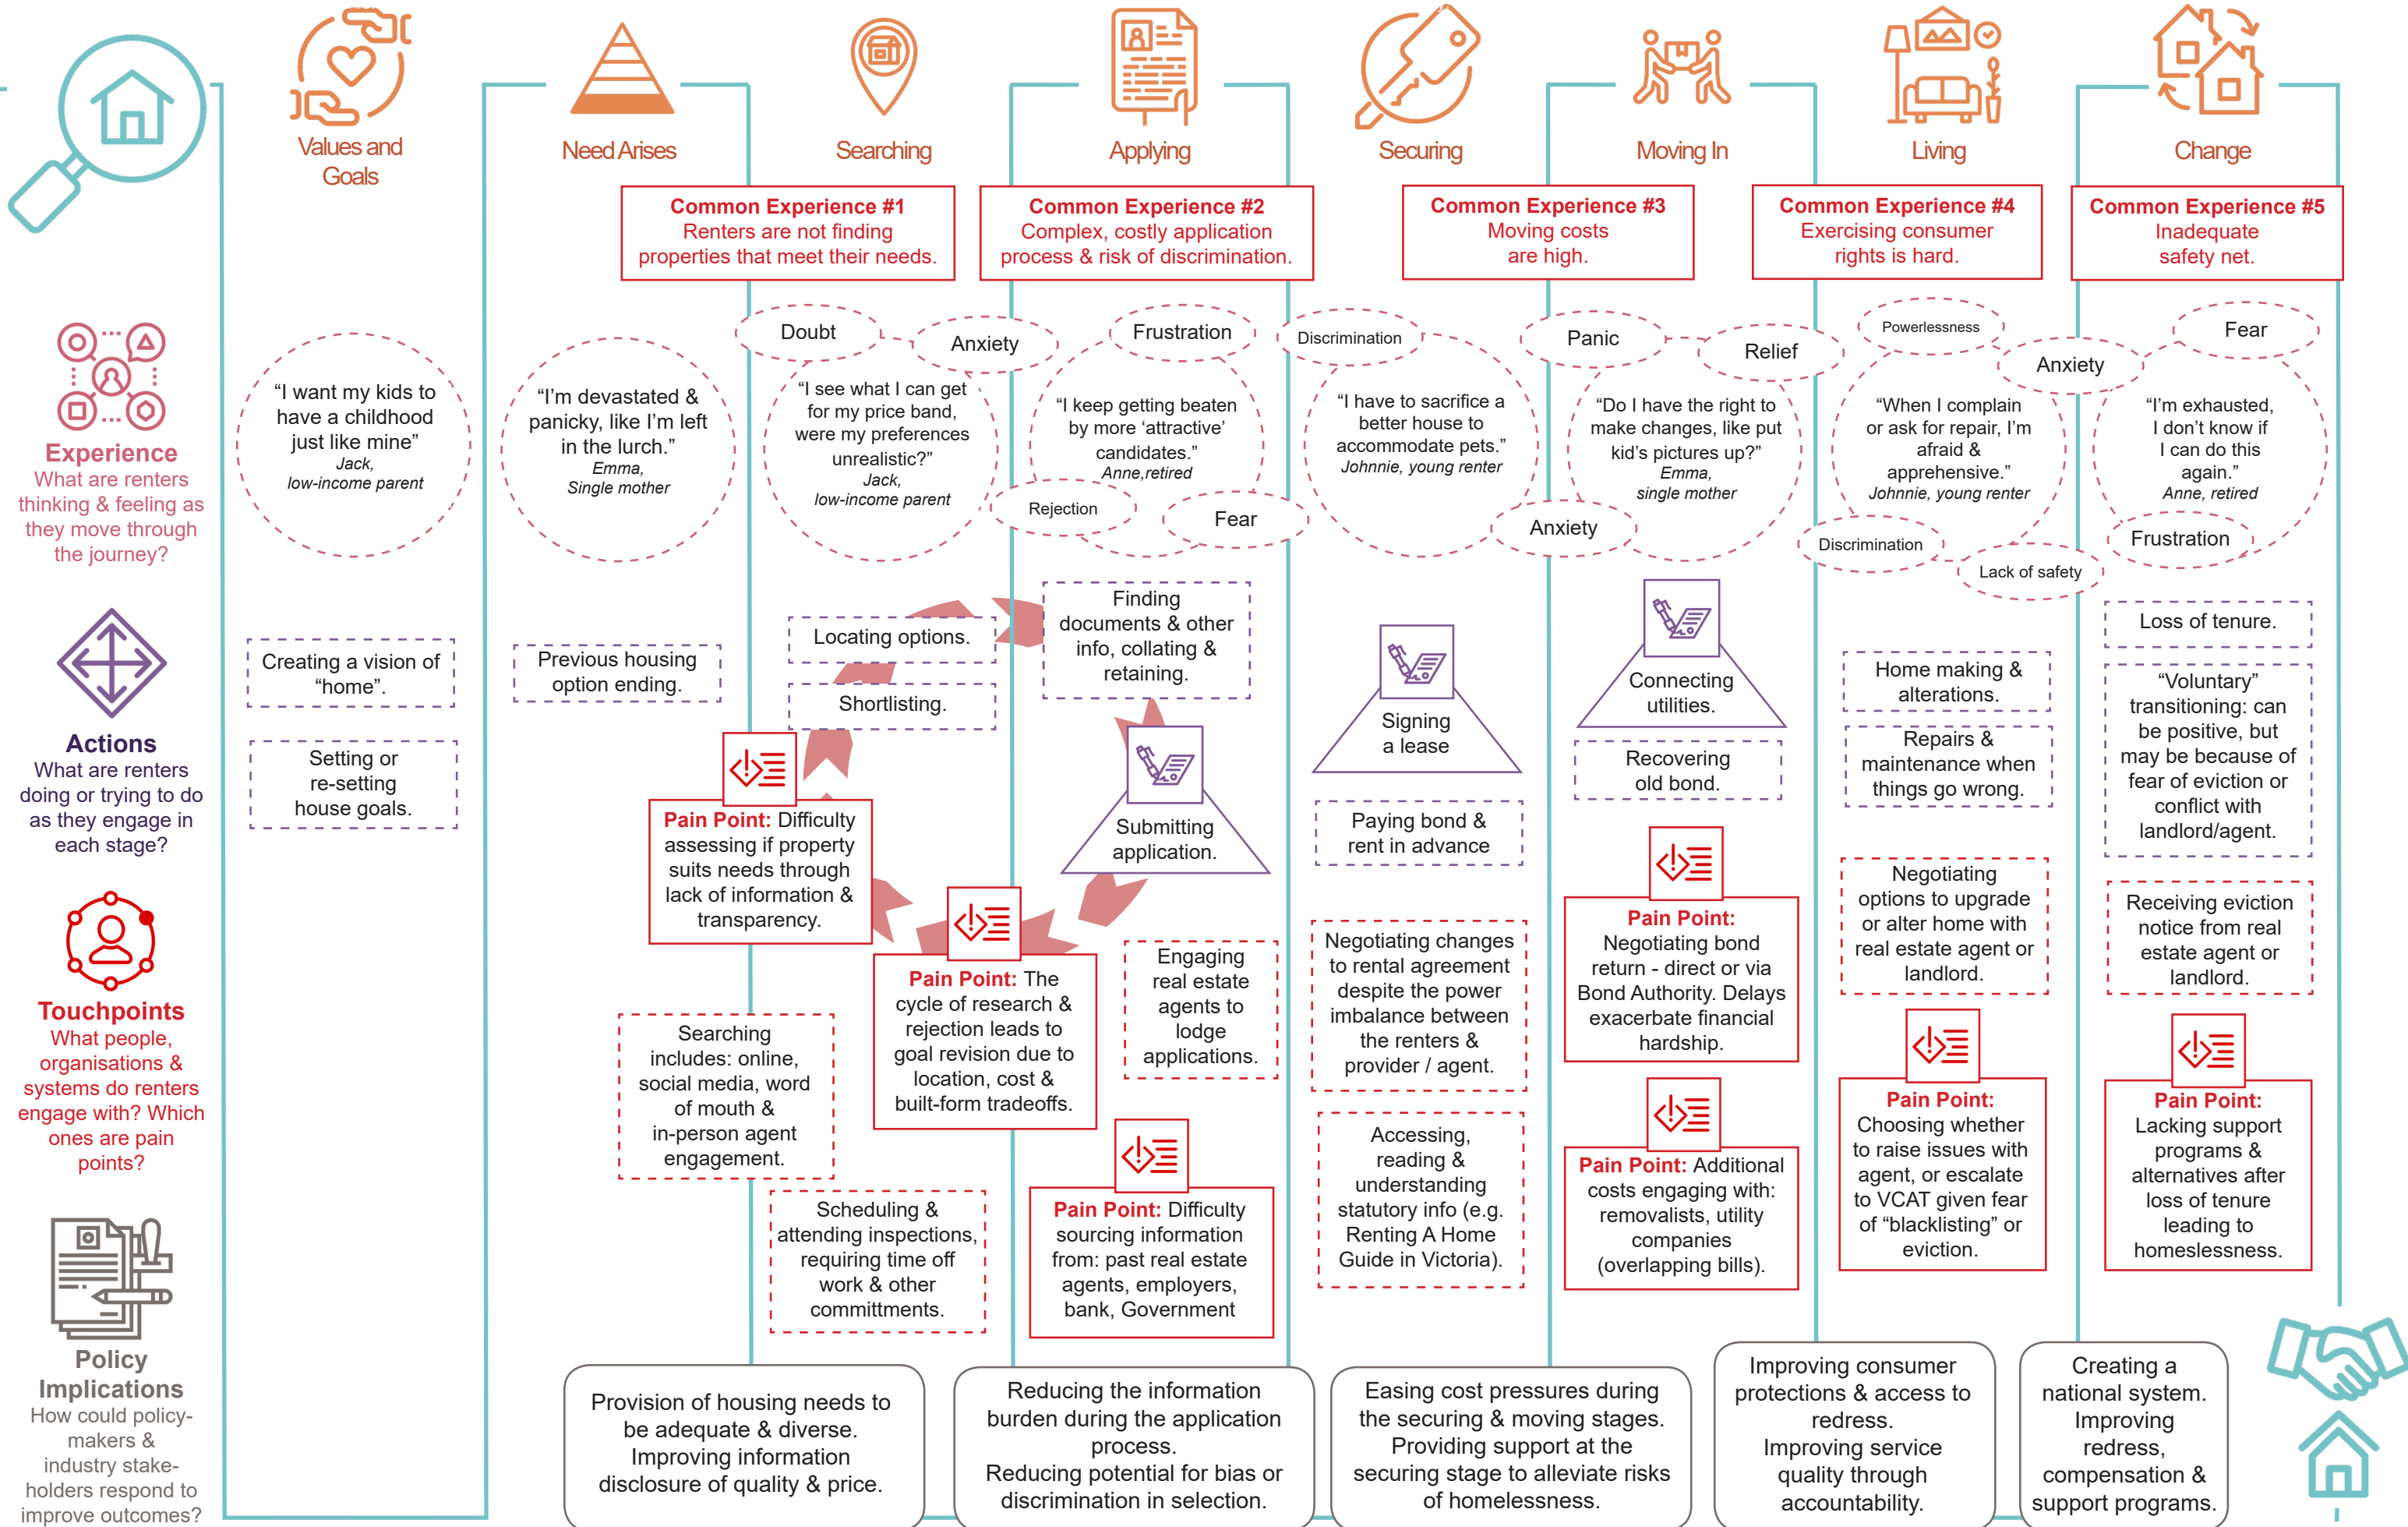 Values and
Goals
Need Arises
Searching
Applying
Securing
Moving In
Living
Change
Common Experience #1
Renters are not finding
properties that meet their needs.
Common Experience #2
Complex, costly application
process & risk of discrimination.
Common Experience #3
Moving costs
are high.
Common Experience #4
Exercising consumer
rights is hard.
Common Experience #5
Inadequate
safety net.
Experience
What are renters
thinking & feeling as
they move through
the journey?
“I want my kids to
have a childhood
just like mine”
Jack,
low-income parent
“I’m devastated &
panicky, like I’m left
in the lurch.”
Emma,
Single mother
Doubt
Anxiety
“I see what I can get
for my price band,
were my preferences
unrealistic?”
Jack,
low-income parent
Frustration
“I keep getting beaten
by more ‘attractive’
candidates.”
Anne,retired
Rejection
Fear
Discrimination
“I have to sacrifice a
better house to
accommodate pets.”
Johnnie, young renter
Panic
Relief
“Do I have the right to
make changes, like put
kid’s pictures up?”
Emma,
single mother
Anxiety
Powerlessness
Anxiety
“When I complain
or ask for repair, I’m
afraid &
apprehensive.”
Johnnie, young renter
Discrimination
Lack of safety
Fear
“I’m exhausted,
I don’t know if
I can do this
again.”
Anne, retired
Frustration
Actions
What are renters
doing or trying to do
as they engage in
each stage?
Creating a vision of
“home”.
Setting or
re-setting
house goals.
Previous housing
option ending.
Locating options.
Shortlisting.
Finding
documents & other
info, collating &
retaining.
Submitting
application.
Signing
a lease
Paying bond &
rent in advance
Connecting
utilities.
Recovering
old bond.
Home making &
alterations.
Repairs &
maintenance when
things go wrong.
Loss of tenure.
“Voluntary”
transitioning: can
be positive, but
may be because of
fear of eviction or
conflict with
landlord/agent.
Touchpoints
What people,
organisations &
systems do renters
engage with? Which
ones are pain
points?
Pain Point: Difficulty
assessing if property
suits needs through
lack of information &
transparency.
Searching
includes: online,
social media, word
of mouth &
in-person agent
engagement.
Scheduling &
attending inspections,
requiring time off
work & other
committments.
Pain Point: The
cycle of research &
rejection leads to
goal revision due to
location, cost &
built-form tradeoffs.
Engaging
real estate
agents to
lodge
applications.
Pain Point: Difficulty
sourcing information
from: past real estate
agents, employers,
bank, Government
Negotiating changes
to rental agreement
despite the power
imbalance between
the renters &
provider / agent.
Accessing,
reading &
understanding
statutory info (e.g.
Renting A Home
Guide in Victoria).
Pain Point:
Negotiating bond
return - direct or via
Bond Authority. Delays
exacerbate financial
hardship.
Pain Point: Additional
costs engaging with:
removalists, utility
companies
(overlapping bills).
Negotiating
options to upgrade
or alter home with
real estate agent or
landlord.
Pain Point:
Choosing whether
to raise issues with
agent, or escalate
to VCAT given fear
of “blacklisting” or
eviction.
Receiving eviction
notice from real
estate agent or
landlord.
Pain Point:
Lacking support
programs &
alternatives after
loss of tenure
leading to
homeslessness.
Policy
Implications
How could policy-
makers &
industry stake-
holders respond to
improve outcomes?
Provision of housing needs to
be adequate & diverse.
Improving information
disclosure of quality & price.
Reducing the information
burden during the application
process.
Reducing potential for bias or
discrimination in selection.
Easing cost pressures during
the securing & moving stages.
Providing support at the
securing stage to alleviate risks
of homelessness.
Improving consumer
protections & access to
redress.
Improving service
quality through
accountability.
Creating a
national system.
Improving
redress,
compensation &
support programs.